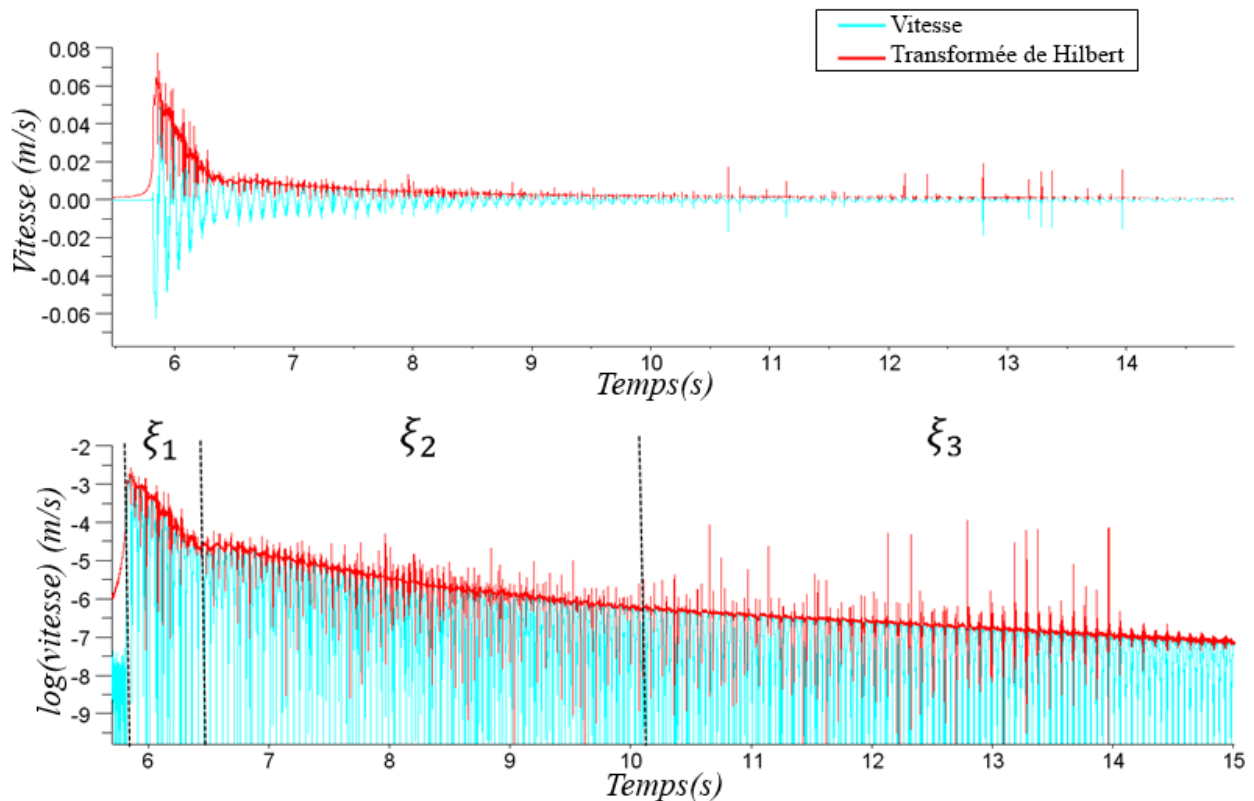 Vitesse
Transformée de Hilbert
0.08
0.06
0.04
0.02
0.00
-0.02
-0.04
-0.06
Vitesse (m/s)
6 7 8 9 10 11 12 13 14
Temps(s)
ξ1 ξ2 ξ3
-2
-3
-4
-5
-6
-7
-8
-9
log(vitesse) (m/s)
6 7 8 9 10 11 12 13 14 15
Temps(s)